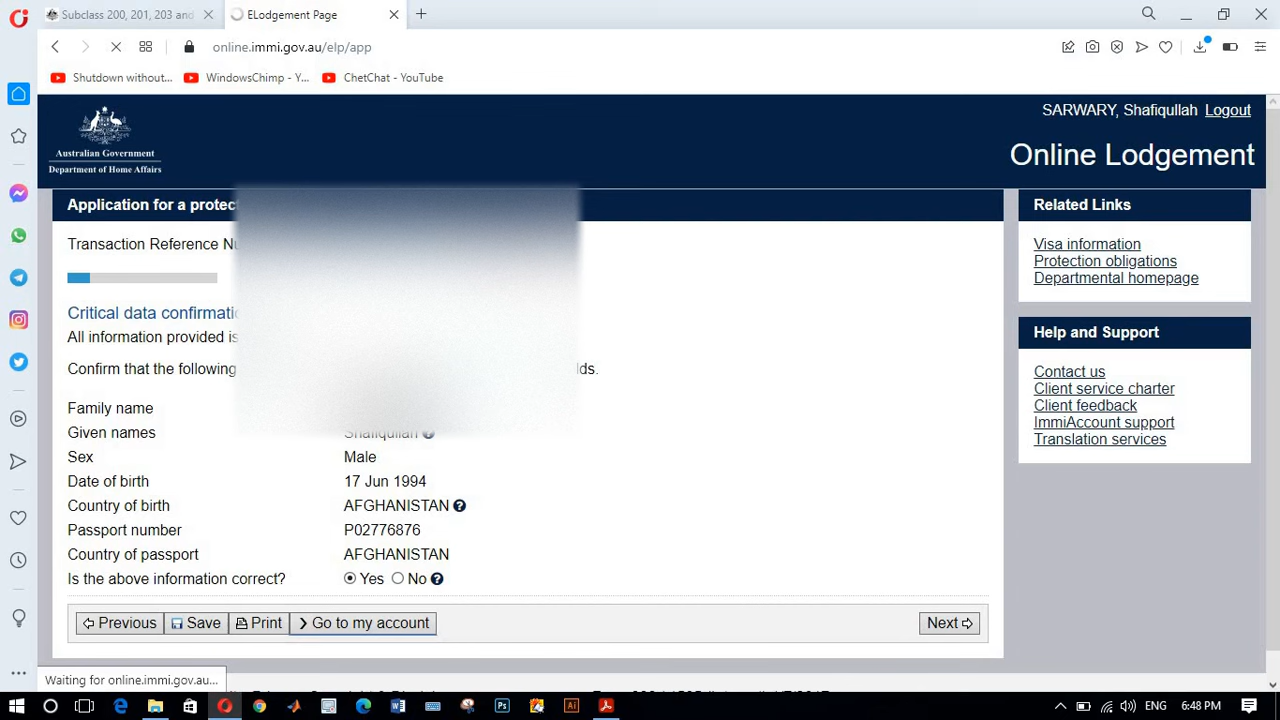 Subclass 200, 201, 203 and
ELodgement Page
online.immi.gov.au/elp/app
Shutdown without...
WindowsChimp - Y...
ChetChat - YouTube
SARWARY, Shafiqullah Logout
Australian Government
Department of Home Affairs
Online Lodgement
Application for a protec
Transaction Reference Nu
Critical data confirmati
All information provided is
Confirm that the following
lds.
Family name
Given names Shafiqullah
Sex Male
Date of birth 17 Jun 1994
Country of birth AFGHANISTAN ?
Passport number P02776876
Country of passport AFGHANISTAN
Is the above information correct? Yes No ?
Previous Save Print Go to my account Next
Related Links
Visa information
Protection obligations
Departmental homepage
Help and Support
Contact us
Client service charter
Client feedback
ImmiAccount support
Translation services
Waiting for online.immi.gov.au...
ENG 6:48 PM